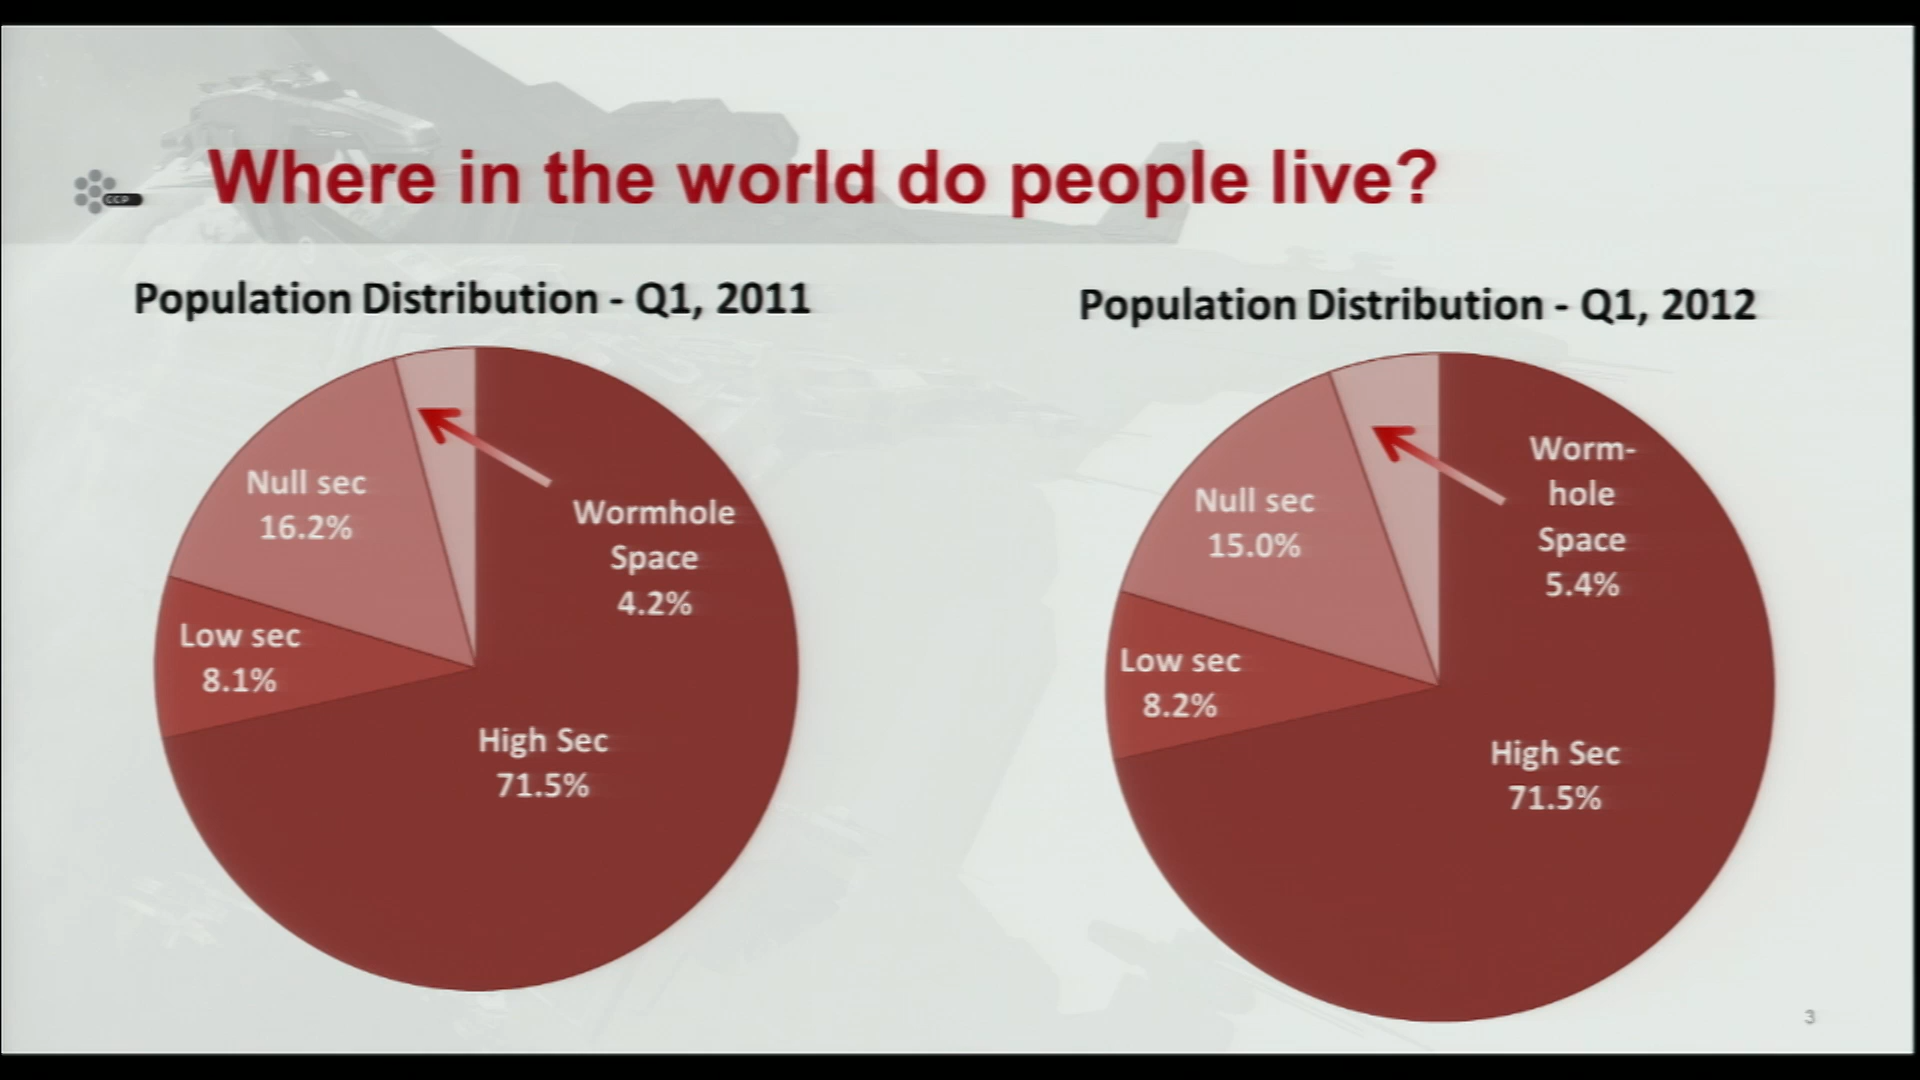 CCP
Where in the world do people live?
Population Distribution - Q1, 2011
Null sec
16.2%
Wormhole
Space
4.2%
Low sec
8.1%
High Sec
71.5%
Population Distribution - Q1, 2012
Null sec
15.0%
Worm-
hole
Space
5.4%
Low sec
8.2%
High Sec
71.5%
3